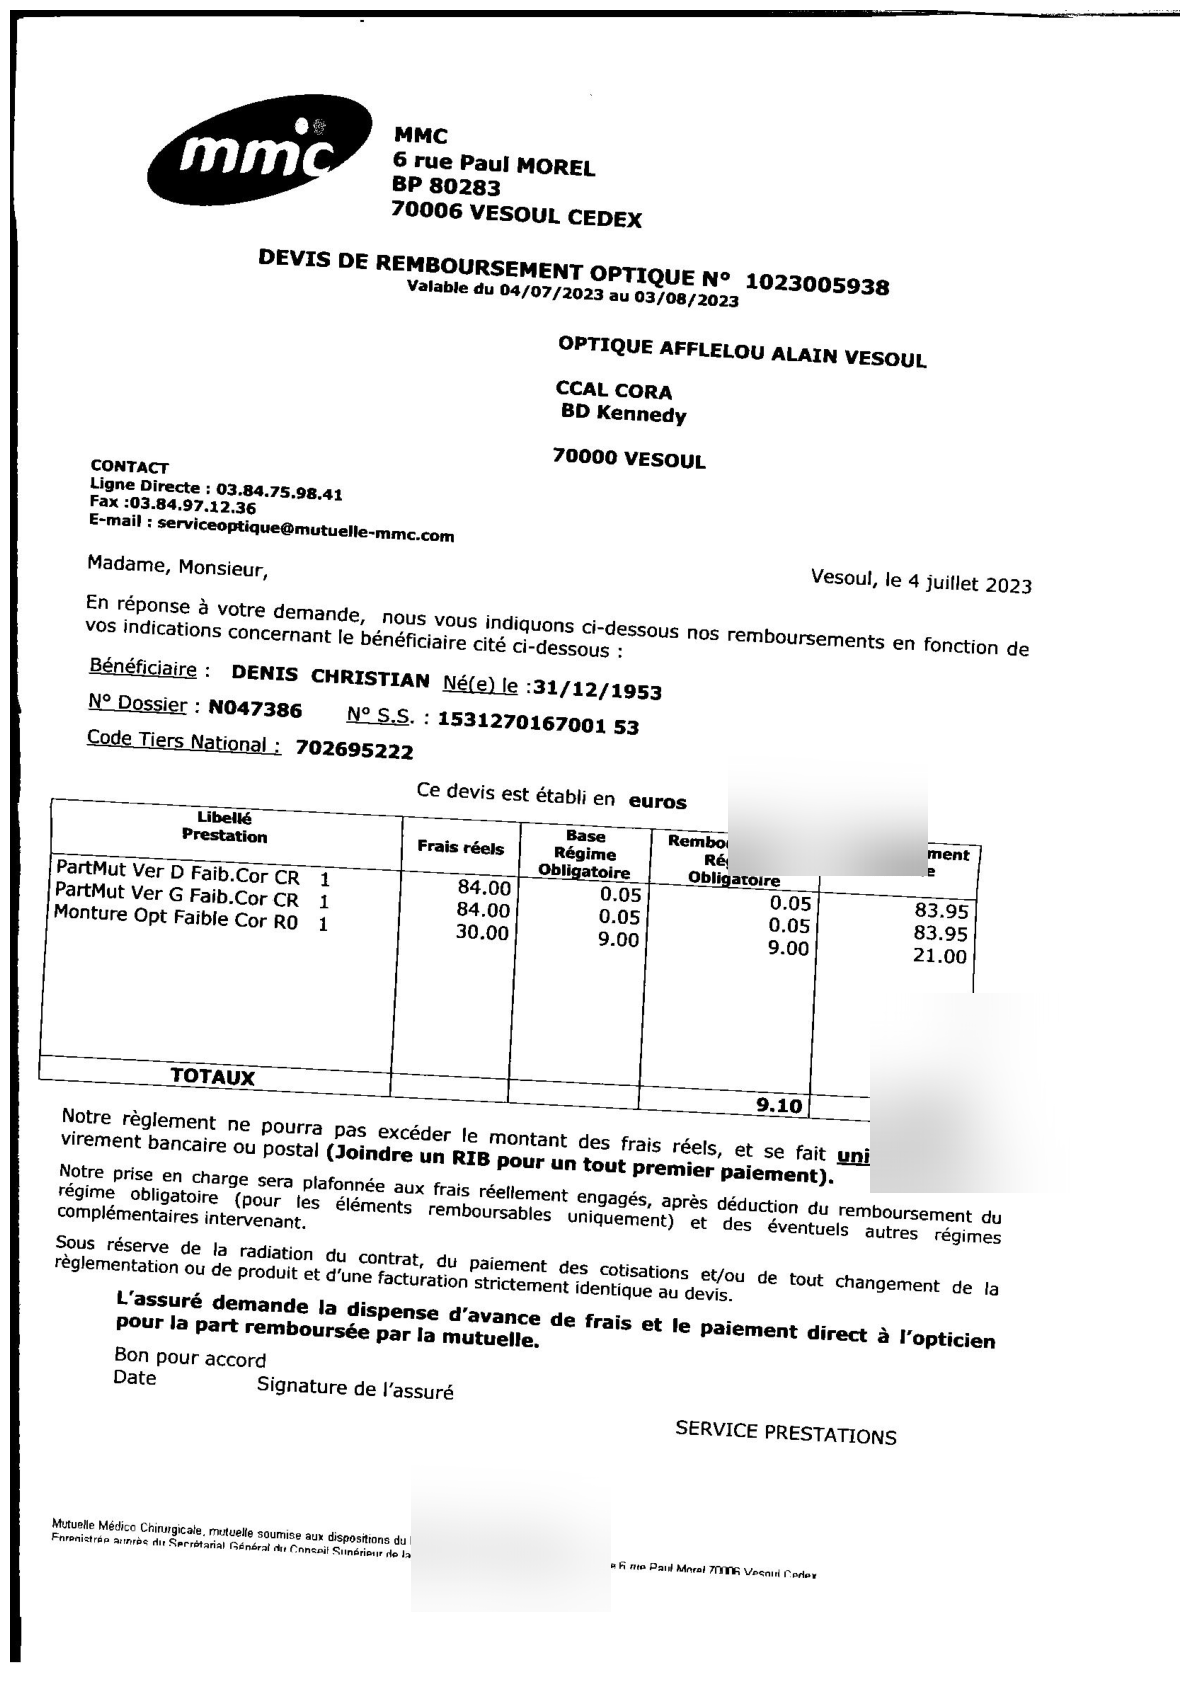 mmc
MMC
6 rue Paul MOREL
BP 80283
70006 VESOUL CEDEX
DEVIS DE REMBOURSEMENT OPTIQUE N° 1023005938
Valable du 04/07/2023 au 03/08/2023
OPTIQUE AFFLELOU ALAIN VESOUL
CCAL CORA
BD Kennedy
70000 VESOUL
CONTACT
Ligne Directe : 03.84.75.98.41
Fax :03.84.97.12.36
E-mail : serviceoptique@mutuelle-mmc.com
Madame, Monsieur,
Vesoul, le 4 juillet 2023
En réponse à votre demande, nous vous indiquons ci-dessous nos remboursements en fonction de
vos indications concernant le bénéficiaire cité ci-dessous :
Bénéficiaire : DENIS CHRISTIAN Né(e) le :31/12/1953
N° Dossier : N047386 N° S.S. : 1531270167001 53
Code Tiers National : 702695222
Ce devis est établi en euros
Libellé
Prestation
Frais réels
Base
Régime
Obligatoire
Obligatoire
PartMut Ver D Faib.Cor CR 1 84.00 0.05 0.05 83.95
PartMut Ver G Faib.Cor CR 1 84.00 0.05 0.05 83.95
Monture Opt Faible Cor R0 1 30.00 9.00 9.00 21.00
TOTAUX 9.10
Notre règlement ne pourra pas excéder le montant des frais réels, et se fait
virement bancaire ou postal (Joindre un RIB pour un tout premier paiement).
Notre prise en charge sera plafonnée aux frais réellement engagés, après déduction du remboursement du
régime obligatoire (pour les éléments remboursables uniquement) et des éventuels autres régimes
complémentaires intervenant.
Sous réserve de la radiation du contrat, du paiement des cotisations et/ou de tout changement de la
règlementation ou de produit et d'une facturation strictement identique au devis.
L'assuré demande la dispense d'avance de frais et le paiement direct à l'opticien
pour la part remboursée par la mutuelle.
Bon pour accord
Date Signature de l'assuré
SERVICE PRESTATIONS
Mutuelle Médico Chirurgicale, mutuelle soumise aux dispositions du
Enregistrée auprès du Secrétariat Général du Conseil Supérieur de la
6 rue Paul Morel 70006 Vesoul Cedex